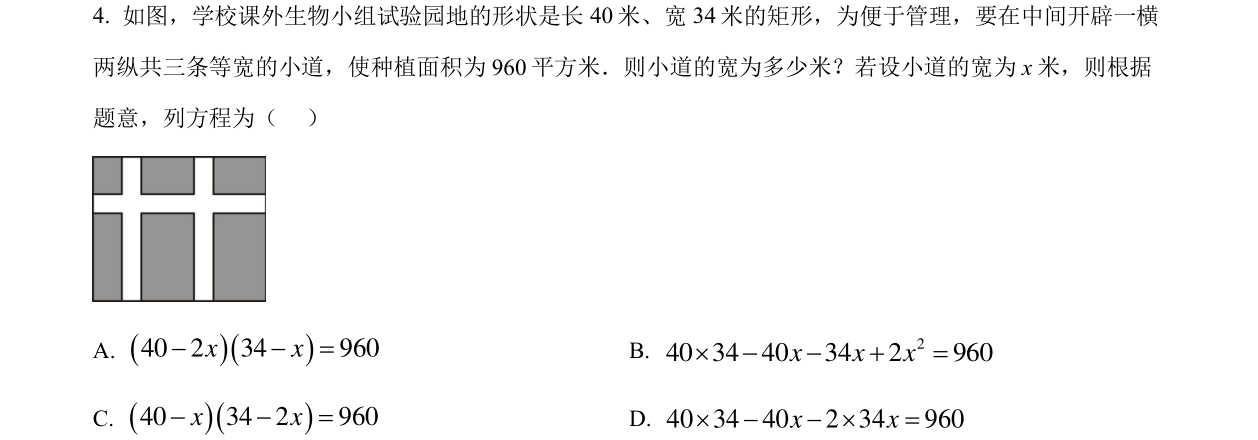 4. 如图，学校课外生物小组试验园地的形状是长 40 米、宽 34 米的矩形，为便于管理，要在中间开辟一横
两纵共三条等宽的小道，使种植面积为 960 平方米．则小道的宽为多少米？若设小道的宽为 x 米，则根据
题意，列方程为（ ）
A. (40−2x)(34−x)=960 B. 40×34−40x−34x+2x²=960
C. (40−x)(34−2x)=960 D. 40×34−40x−2×34x=960